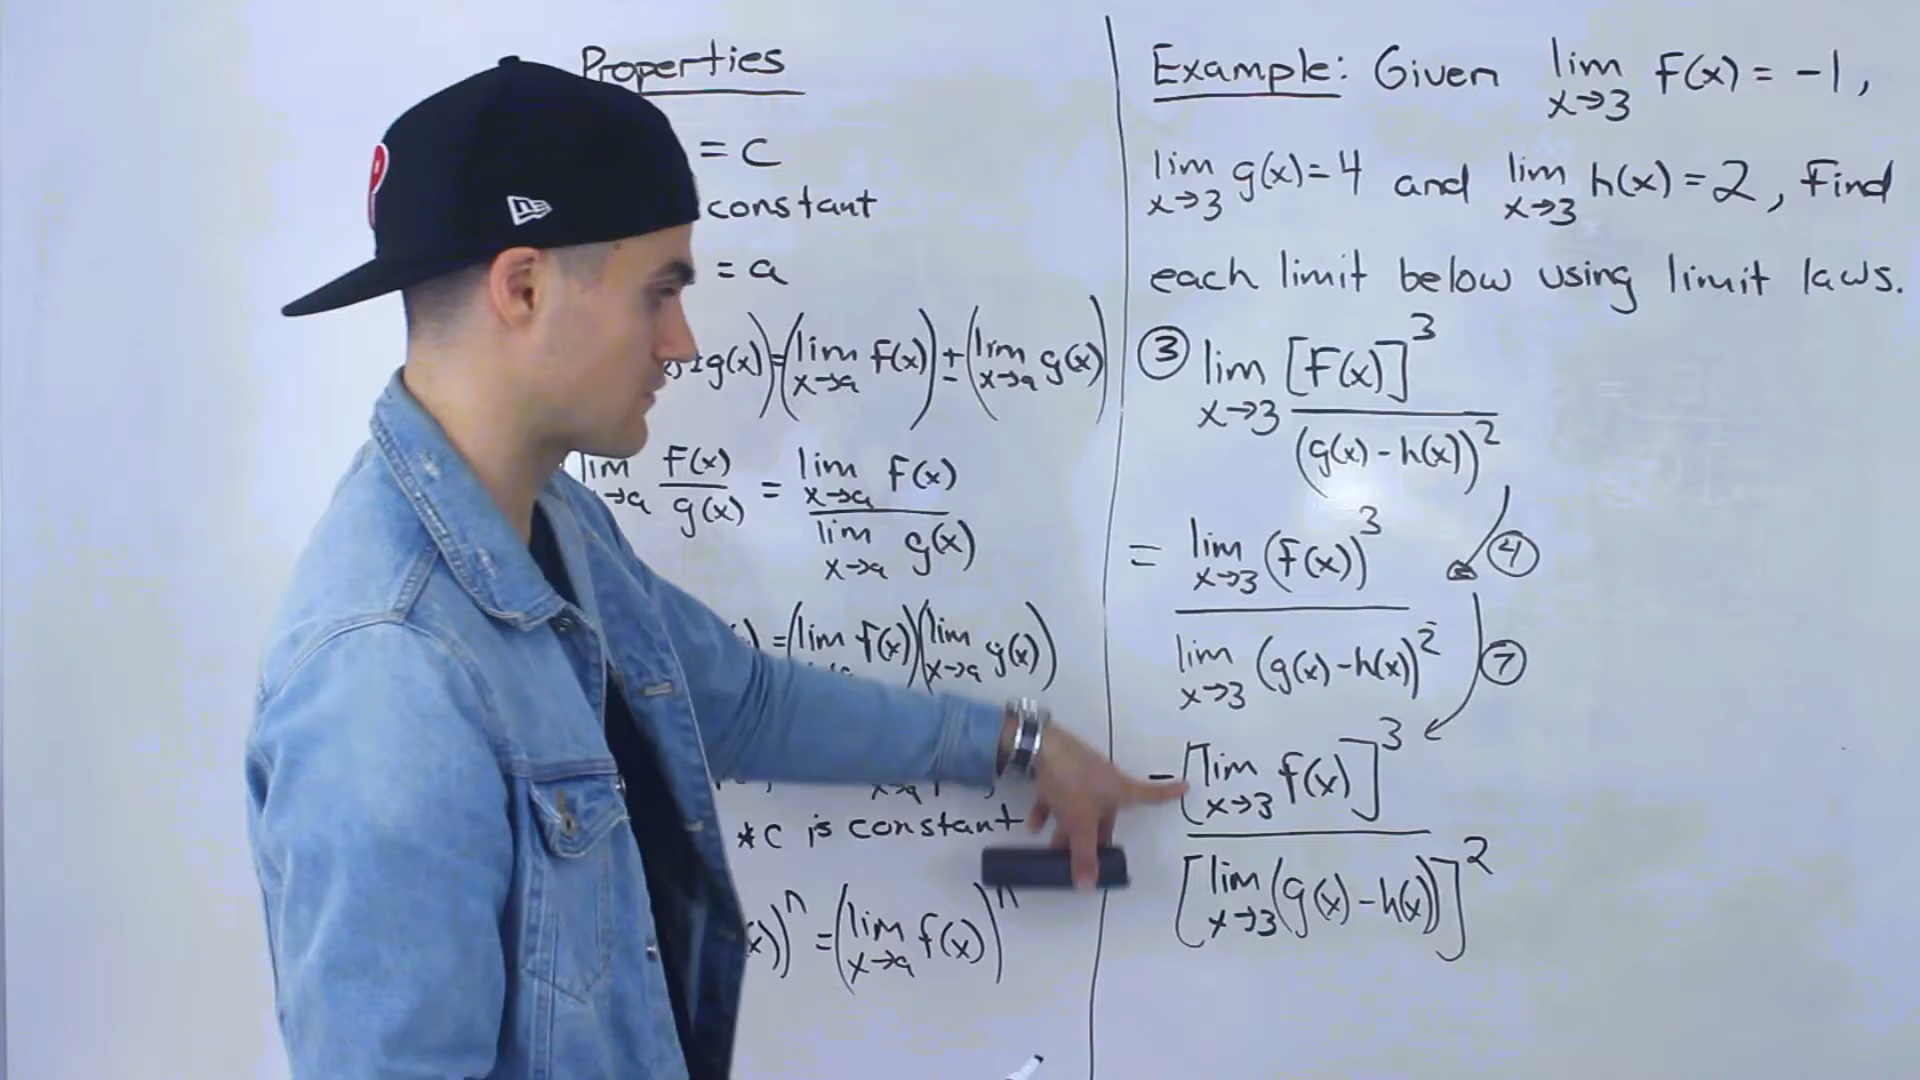 Properties
= c
constant
= a
± g(x)) = (lim x→a f(x)) ± (lim x→a g(x))
lim x→a f(x)/g(x) = lim x→a f(x) / lim x→a g(x)
) = (lim f(x)) (lim x→a g(x))
*c is constant
(x))^n = (lim x→a f(x))^n
Example: Given lim x→3 f(x) = -1,
lim x→3 g(x) = 4 and lim x→3 h(x) = 2, Find
each limit below using limit laws.
③ lim x→3 [f(x)]^3
(g(x) - h(x))^2
= lim x→3 (f(x))^3
④
lim x→3 (g(x) - h(x))^2
⑦
= [lim x→3 f(x)]^3
[lim x→3 (g(x) - h(x))]^2